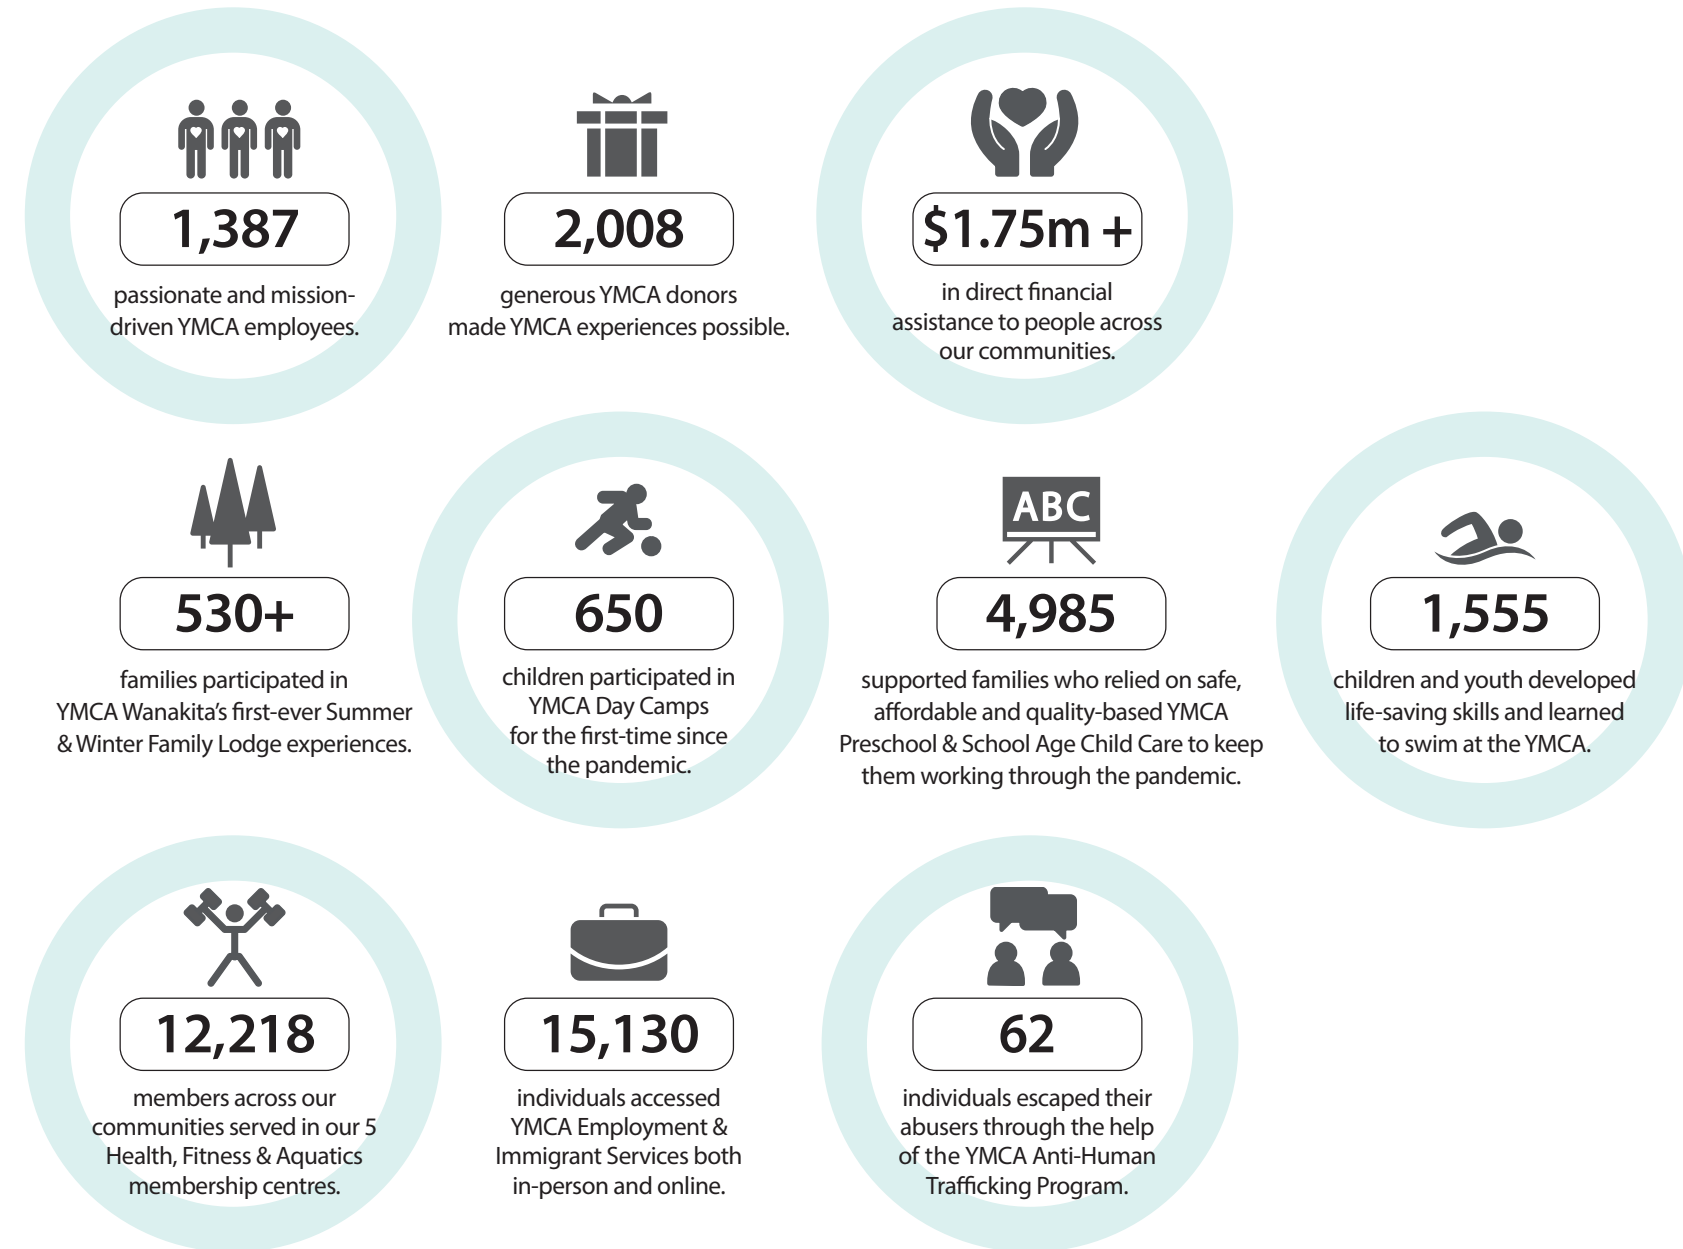 1,387
passionate and mission-
driven YMCA employees.
2,008
generous YMCA donors
made YMCA experiences possible.
$1.75m +
in direct financial
assistance to people across
our communities.
530+
families participated in
YMCA Wanakita’s first-ever Summer
& Winter Family Lodge experiences.
650
children participated in
YMCA Day Camps
for the first-time since
the pandemic.
ABC
4,985
supported families who relied on safe,
affordable and quality-based YMCA
Preschool & School Age Child Care to keep
them working through the pandemic.
1,555
children and youth developed
life-saving skills and learned
to swim at the YMCA.
12,218
members across our
communities served in our 5
Health, Fitness & Aquatics
membership centres.
15,130
individuals accessed
YMCA Employment &
Immigrant Services both
in-person and online.
62
individuals escaped their
abusers through the help
of the YMCA Anti-Human
Trafficking Program.